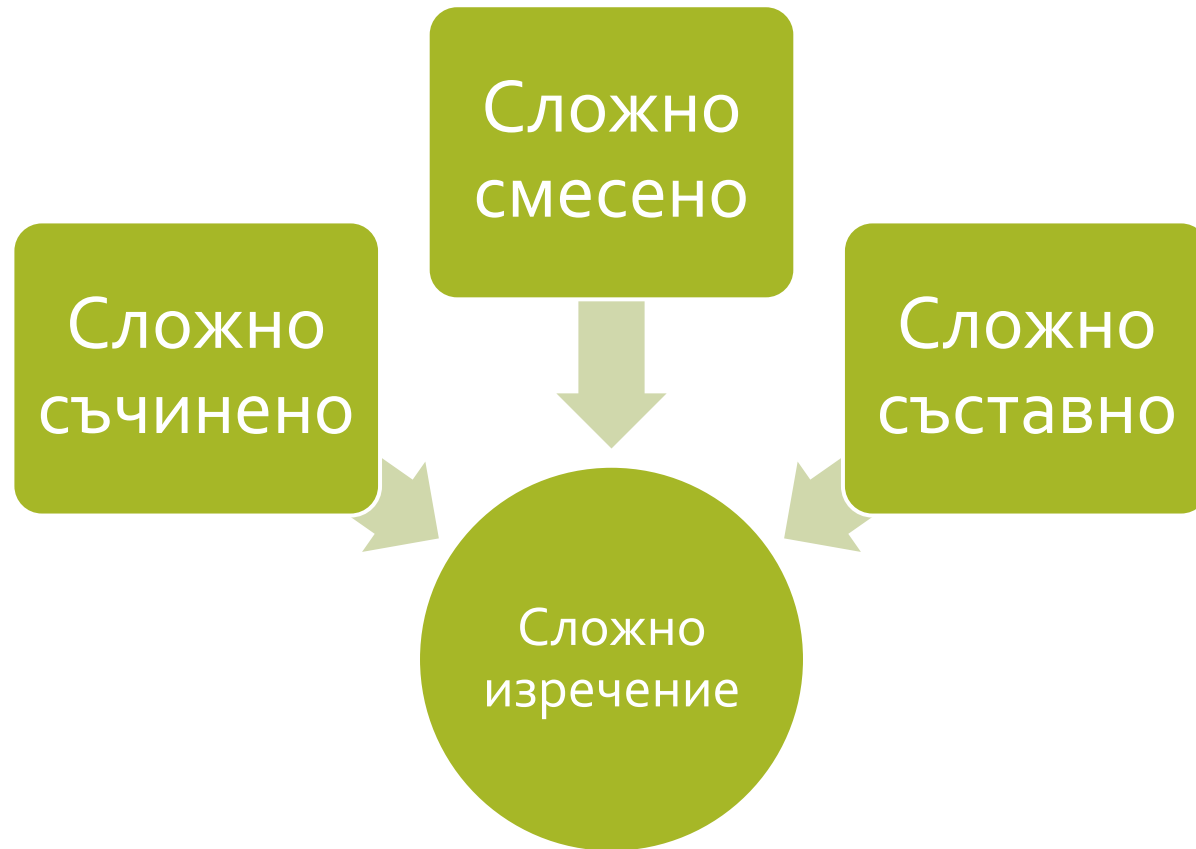 Сложно
смесено
Сложно
съчинено
Сложно
съставно
Сложно
изречение